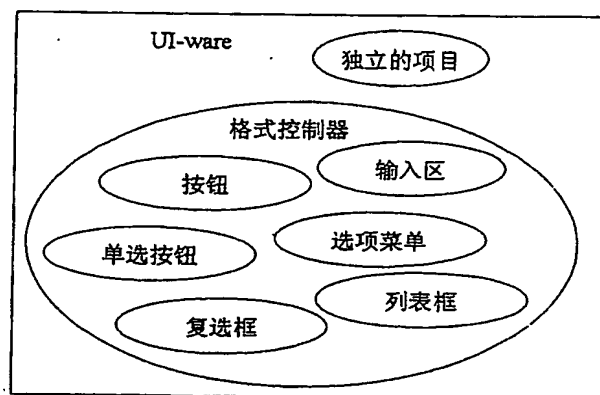 UI-ware
独立的项目
格式控制器
按钮
输入区
单选按钮
选项菜单
复选框
列表框